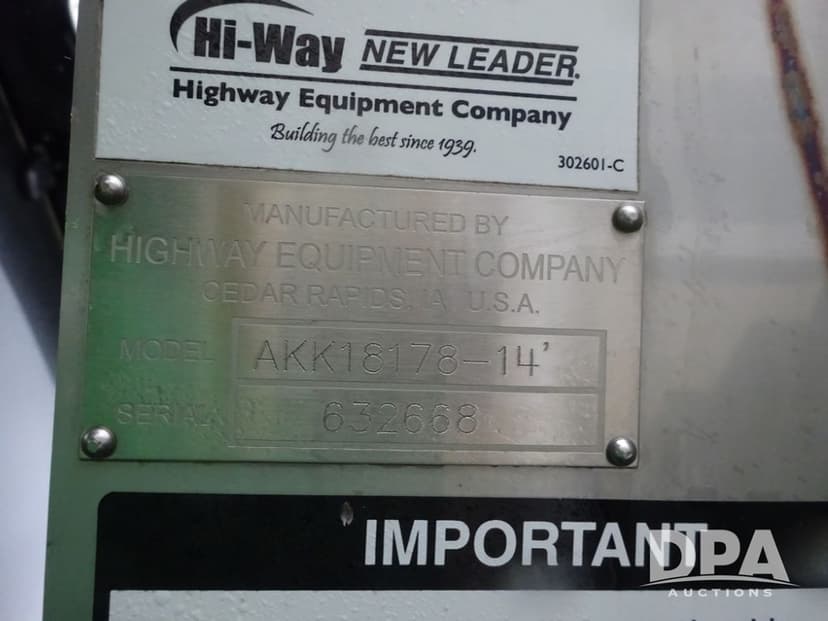 Hi-Way NEW LEADER®
Highway Equipment Company
Building the best since 1939.
302601-C
MANUFACTURED BY
HIGHWAY EQUIPMENT COMPANY
CEDAR RAPIDS, IA U.S.A.
MODEL AKK18178-14'
SERIAL 632668
IMPORTANT
DPA
AUCTIONS